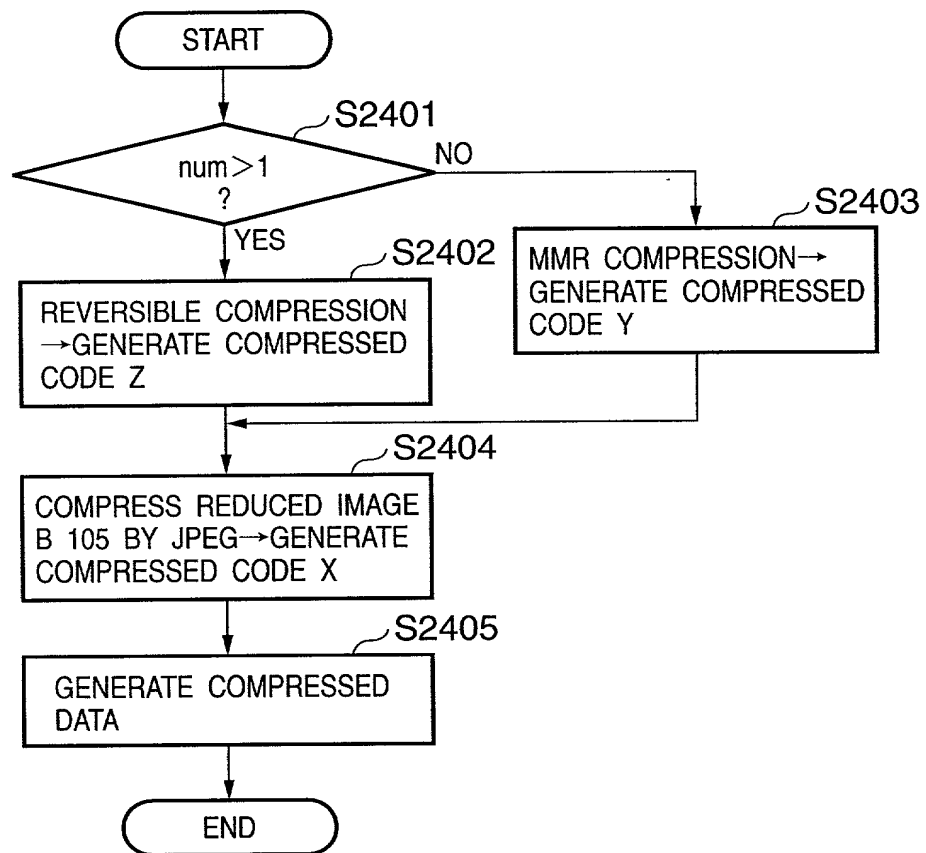 START
S2401
num>1
?
NO
YES
S2403
MMR COMPRESSION→
GENERATE COMPRESSED
CODE Y
S2402
REVERSIBLE COMPRESSION
→GENERATE COMPRESSED
CODE Z
S2404
COMPRESS REDUCED IMAGE
B 105 BY JPEG→GENERATE
COMPRESSED CODE X
S2405
GENERATE COMPRESSED
DATA
END